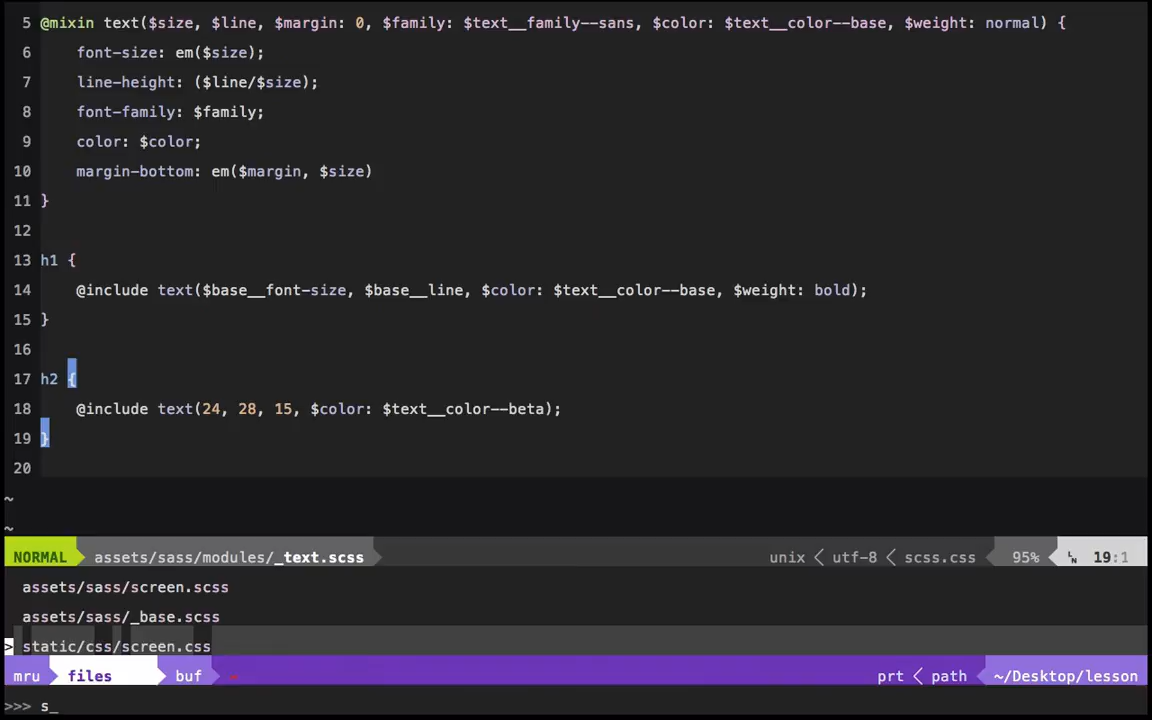 5 @mixin text($size, $line, $margin: 0, $family: $text__family--sans, $color: $text__color--base, $weight: normal) {
6 font-size: em($size);
7 line-height: ($line/$size);
8 font-family: $family;
9 color: $color;
10 margin-bottom: em($margin, $size)
11 }
12
13 h1 {
14 @include text($base__font-size, $base__line, $color: $text__color--base, $weight: bold);
15 }
16
17 h2 {
18 @include text(24, 28, 15, $color: $text__color--beta);
19 }
20
~
~
NORMAL assets/sass/modules/_text.scss unix < utf-8 < scss.css 95% LN 19:1
assets/sass/screen.scss
assets/sass/_base.scss
> static/css/screen.css
mru files buf prt < path ~/Desktop/lesson
>>> s_